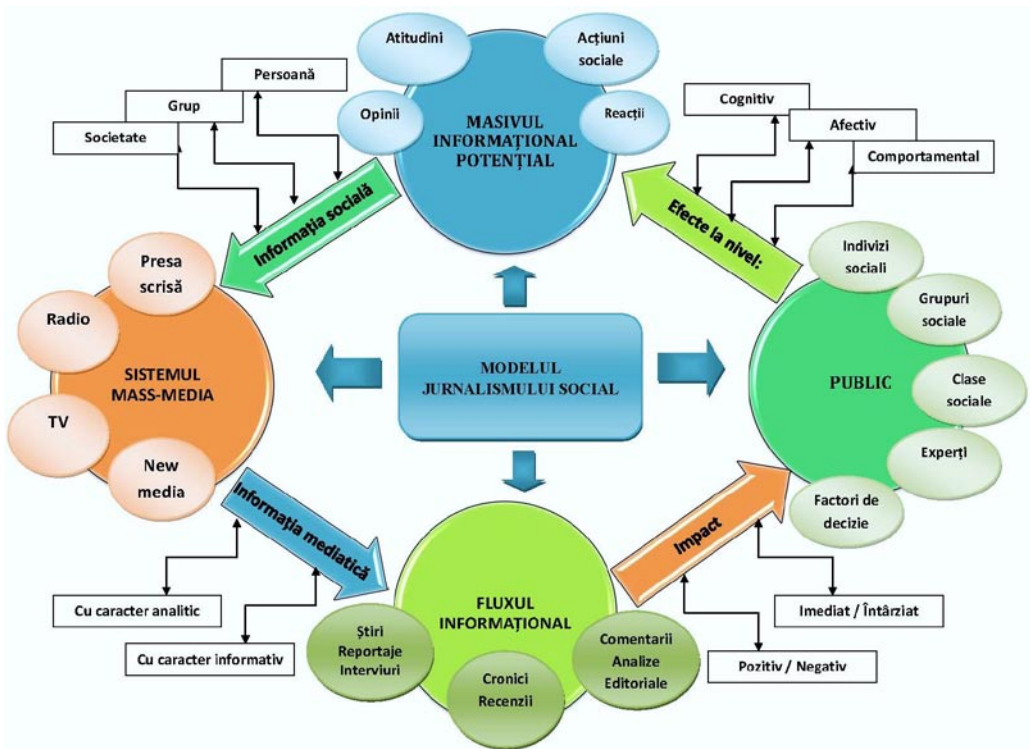 Atitudini
Acțiuni
sociale
Opinii
Reacții
MASIVUL
INFORMAȚIONAL
POTENȚIAL
Persoană
Grup
Societate
Informația socială
Cognitiv
Afectiv
Comportamental
Efecte la nivel:
Presa
scrisă
Radio
TV
New
media
SISTEMUL
MASS-MEDIA
MODELUL
JURNALISMULUI SOCIAL
Indivizi
sociali
Grupuri
sociale
Clase
sociale
Experți
Factori de
decizie
PUBLIC
Informația mediatică
Cu caracter analitic
Cu caracter informativ
FLUXUL
INFORMAȚIONAL
Știri
Reportaje
Interviuri
Cronici
Recenzii
Comentarii
Analize
Editoriale
Impact
Imediat / Întârziat
Pozitiv / Negativ